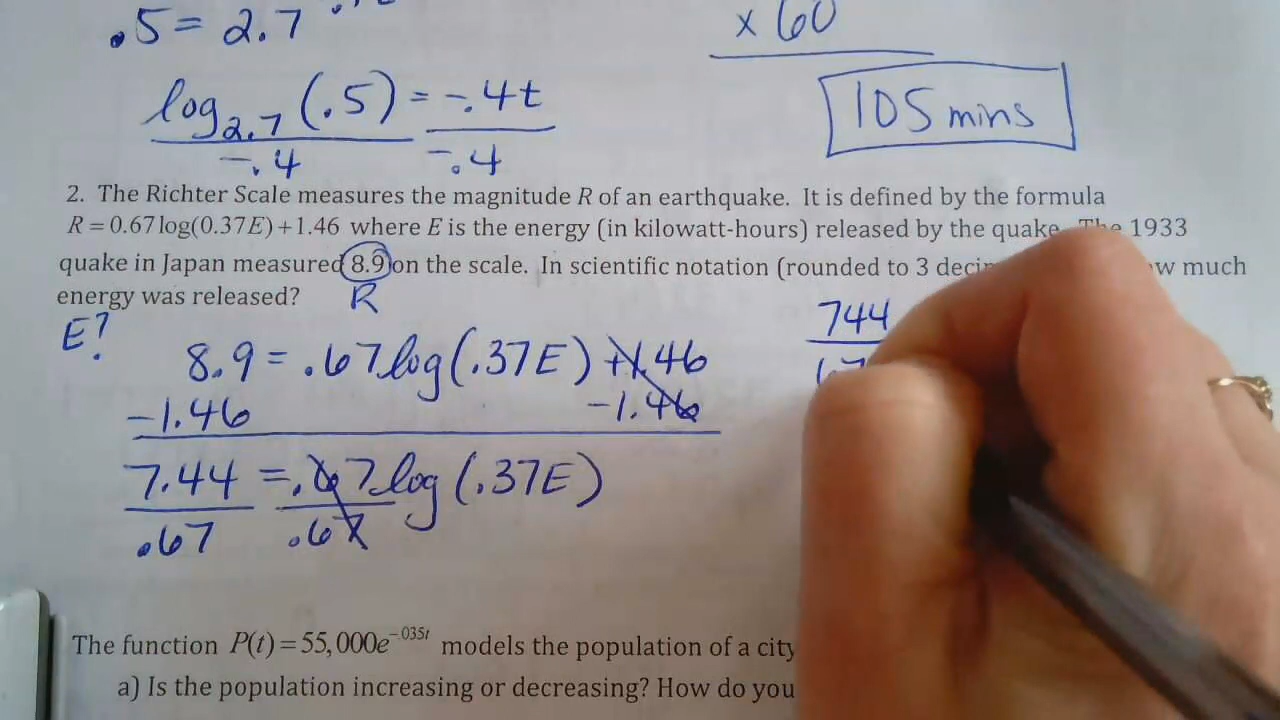 .5 = 2.7
x 60
log2.7 (.5) = -.4t
-.4 -.4
105 mins
2. The Richter Scale measures the magnitude R of an earthquake. It is defined by the formula
R = 0.67log(0.37E)+1.46 where E is the energy (in kilowatt-hours) released by the quake. The 1933
quake in Japan measured 8.9 on the scale. In scientific notation (rounded to 3 much
energy was released?
R
E?
744
67
8.9 = .67log(.37E) +1.46
-1.46 -1.46
7.44 = .67log(.37E)
.67 .67
The function P(t)=55,000e^-.035t models the population of a city
a) Is the population increasing or decreasing? How do you